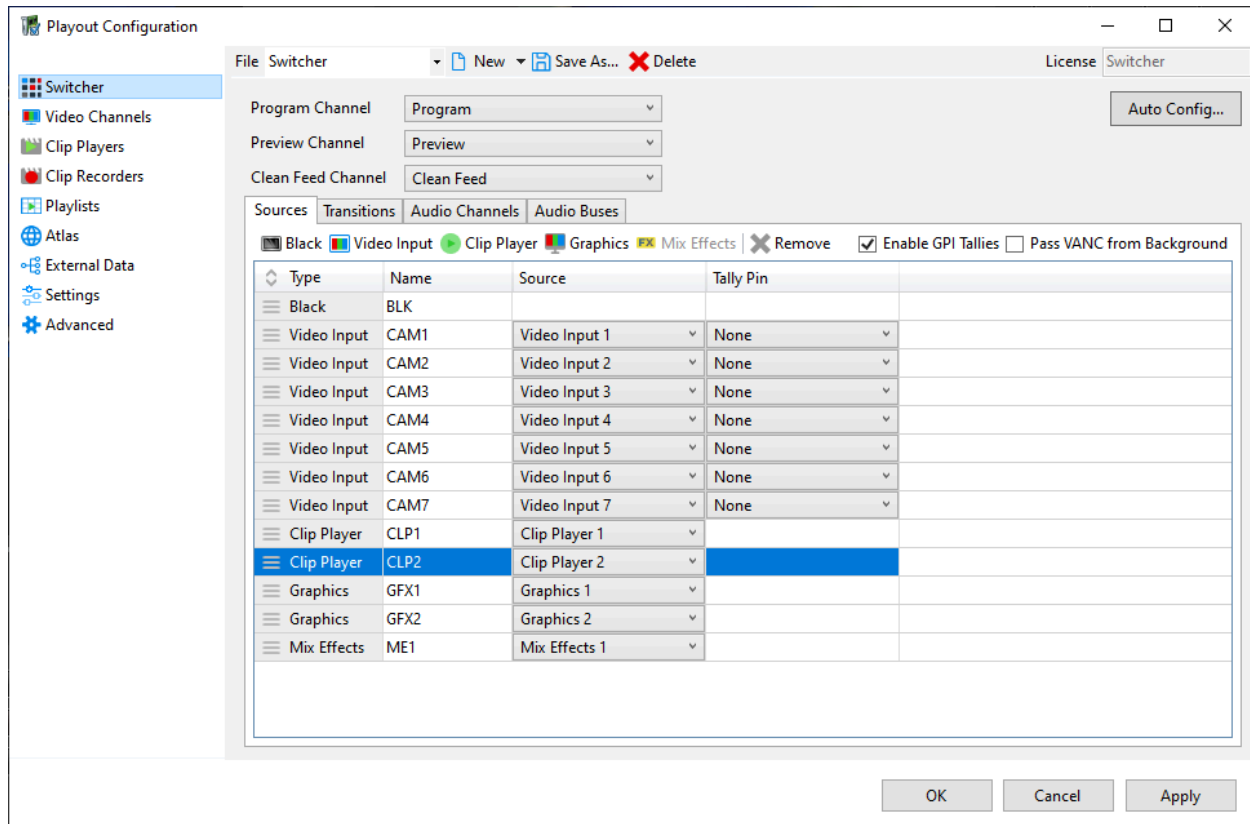 Playout Configuration
File Switcher New Save As... Delete License Switcher
Switcher
Video Channels
Clip Players
Clip Recorders
Playlists
Atlas
External Data
Settings
Advanced
Program Channel Program Auto Config...
Preview Channel Preview
Clean Feed Channel Clean Feed
Sources Transitions Audio Channels Audio Buses
Black Video Input Clip Player Graphics FX Mix Effects Remove Enable GPI Tallies Pass VANC from Background
Type Name Source Tally Pin
Black BLK
Video Input CAM1 Video Input 1 None
Video Input CAM2 Video Input 2 None
Video Input CAM3 Video Input 3 None
Video Input CAM4 Video Input 4 None
Video Input CAM5 Video Input 5 None
Video Input CAM6 Video Input 6 None
Video Input CAM7 Video Input 7 None
Clip Player CLP1 Clip Player 1
Clip Player CLP2 Clip Player 2
Graphics GFX1 Graphics 1
Graphics GFX2 Graphics 2
Mix Effects ME1 Mix Effects 1
OK Cancel Apply